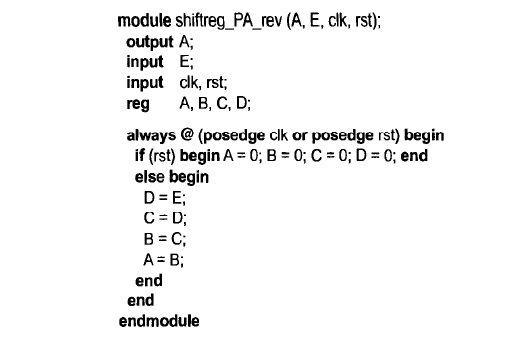 module shiftreg_PA_rev (A, E, clk, rst);
output A;
input E;
input clk, rst;
reg A, B, C, D;
always @ (posedge clk or posedge rst) begin
if (rst) begin A = 0; B = 0; C = 0; D = 0; end
else begin
D = E;
C = D;
B = C;
A = B;
end
end
endmodule